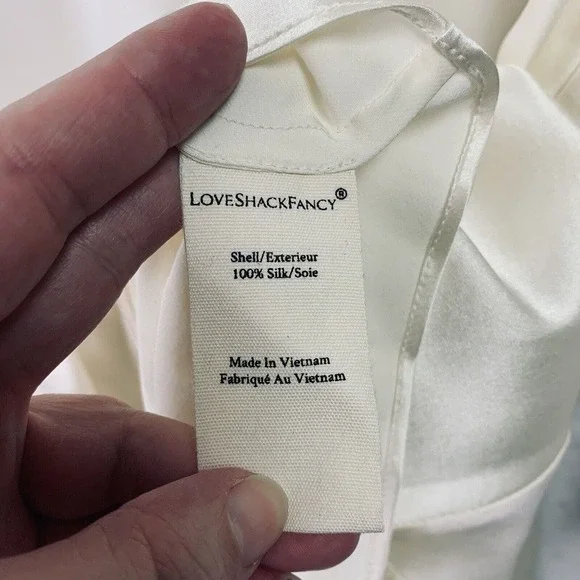 LOVESHACKFANCY®
Shell/Exterieur
100% Silk/Soie
Made In Vietnam
Fabriqué Au Vietnam